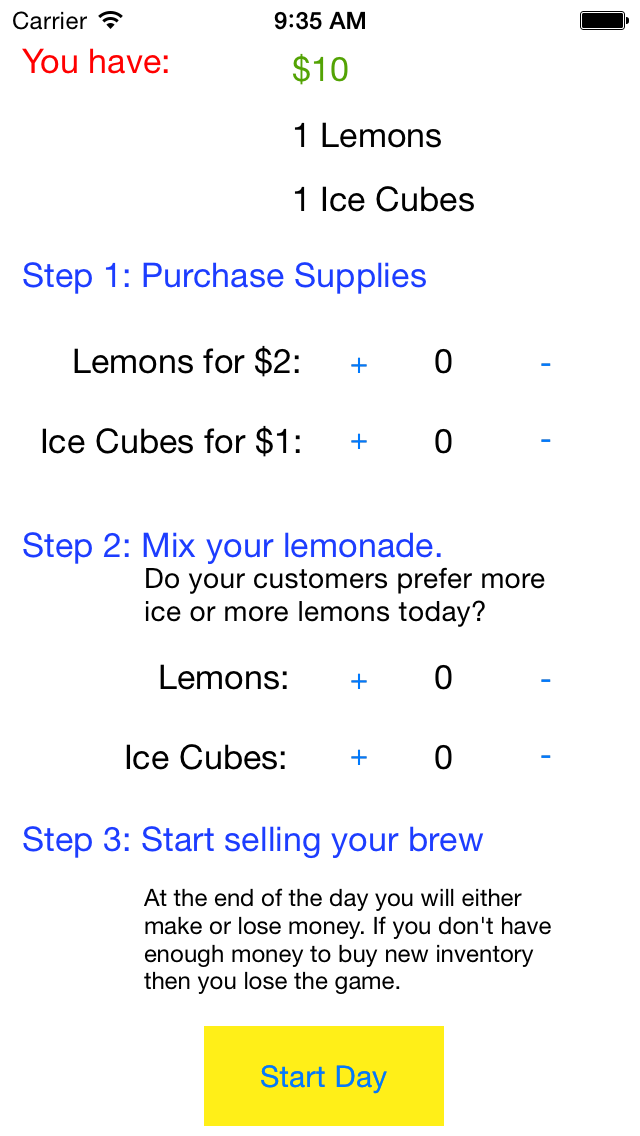 Carrier 9:35 AM
You have: $10
1 Lemons
1 Ice Cubes
Step 1: Purchase Supplies
Lemons for $2: + 0 -
Ice Cubes for $1: + 0 -
Step 2: Mix your lemonade.
Do your customers prefer more
ice or more lemons today?
Lemons: + 0 -
Ice Cubes: + 0 -
Step 3: Start selling your brew
At the end of the day you will either
make or lose money. If you don't have
enough money to buy new inventory
then you lose the game.
Start Day